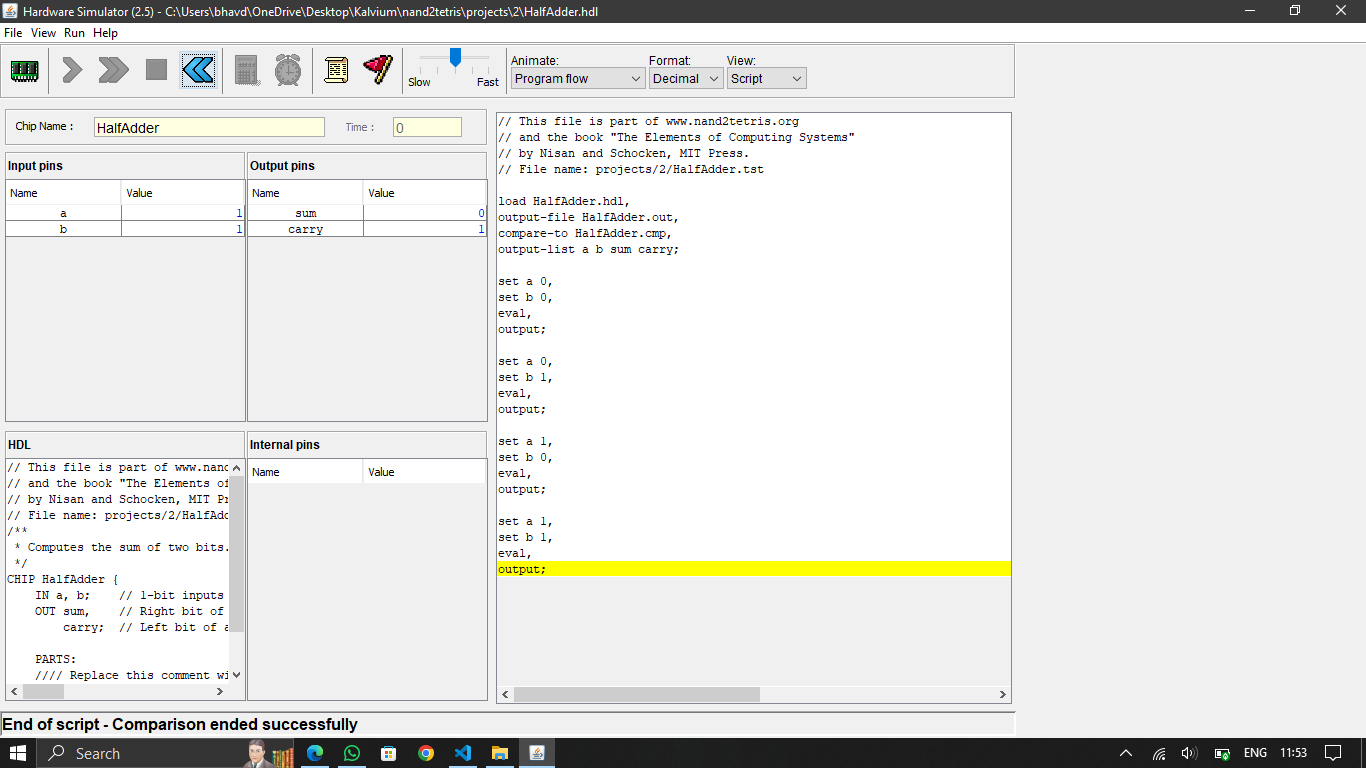 Hardware Simulator (2.5) - C:\Users\bhavd\OneDrive\Desktop\Kalvium\nand2tetris\projects\2\HalfAdder.hdl
File View Run Help
Slow Fast
Animate: Format: View:
Program flow Decimal Script
Chip Name : HalfAdder Time : 0
Input pins
Name Value
a 1
b 1
Output pins
Name Value
sum 0
carry 1
HDL
// This file is part of www.nand
// and the book "The Elements of
// by Nisan and Schocken, MIT Pr
// File name: projects/2/HalfAdd
/**
* Computes the sum of two bits.
*/
CHIP HalfAdder {
IN a, b;    // 1-bit inputs
OUT sum,    // Right bit of
carry;  // Left bit of a
PARTS:
//// Replace this comment wi
Internal pins
Name Value
// This file is part of www.nand2tetris.org
// and the book "The Elements of Computing Systems"
// by Nisan and Schocken, MIT Press.
// File name: projects/2/HalfAdder.tst
load HalfAdder.hdl,
output-file HalfAdder.out,
compare-to HalfAdder.cmp,
output-list a b sum carry;
set a 0,
set b 0,
eval,
output;
set a 0,
set b 1,
eval,
output;
set a 1,
set b 0,
eval,
output;
set a 1,
set b 1,
eval,
output;
End of script - Comparison ended successfully
Search
ENG 11:53